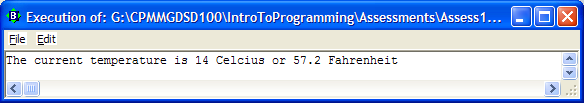 Execution of: G:\CPMMGDSD100\IntroToProgramming\Assessments\Assess1...
File Edit
The current temperature is 14 Celcius or 57.2 Fahrenheit